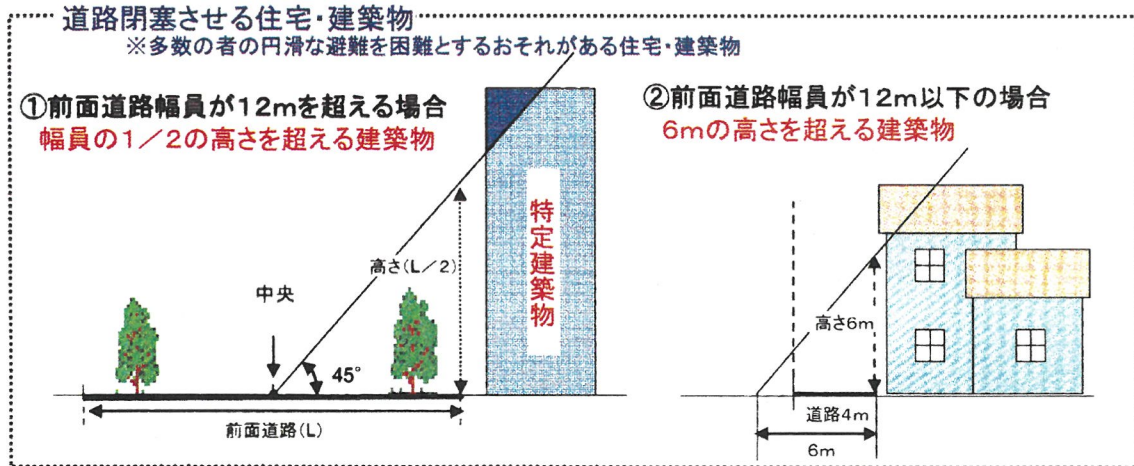 道路閉塞させる住宅・建築物
※多数の者の円滑な避難を困難とするおそれがある住宅・建築物
①前面道路幅員が12mを超える場合
幅員の1/2の高さを超える建築物
特定建築物
高さ(L/2)
中央
45°
前面道路(L)
②前面道路幅員が12m以下の場合
6mの高さを超える建築物
高さ6m
道路4m
6m